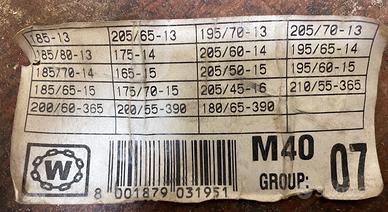 185-13 205/65-13 195/70-13 205/70-13
185/80-13 175-14 205/60-14 195/65-14
185770-14 165-15 205/50-15 195/60-15
185/65-15 175/70-15 205/45-16 210/55-365
200/60-365 200/55-390 180/65-390
W
M40
GROUP: 07
8 001879 031951